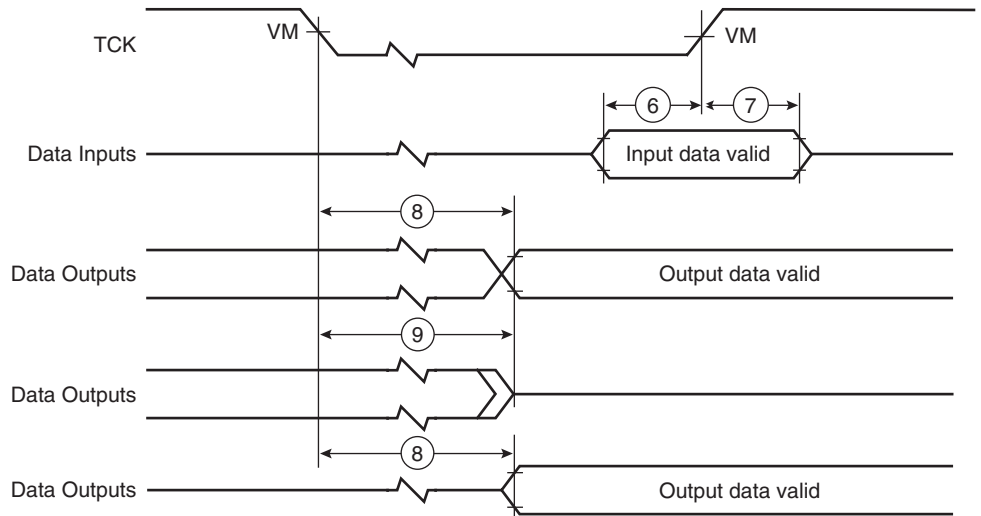 VM
TCK
VM
6
7
Data Inputs
Input data valid
8
Data Outputs
Output data valid
9
Data Outputs
8
Data Outputs
Output data valid